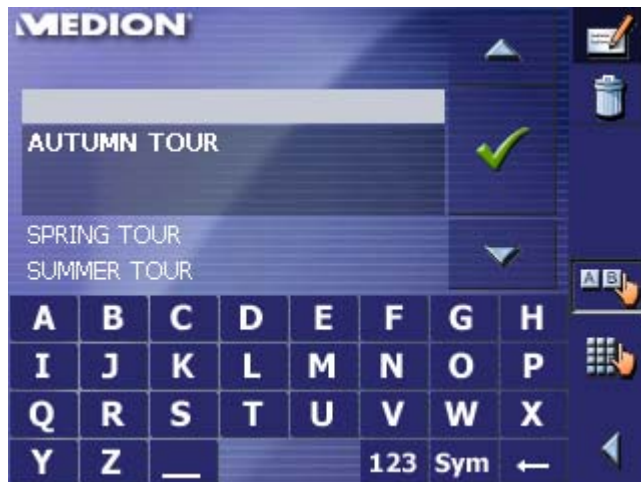 MEDION
AUTUMN TOUR
SPRING TOUR
SUMMER TOUR
A B
A B C D E F G H
I J K L M N O P
Q R S T U V W X
Y Z _ 123 Sym ←